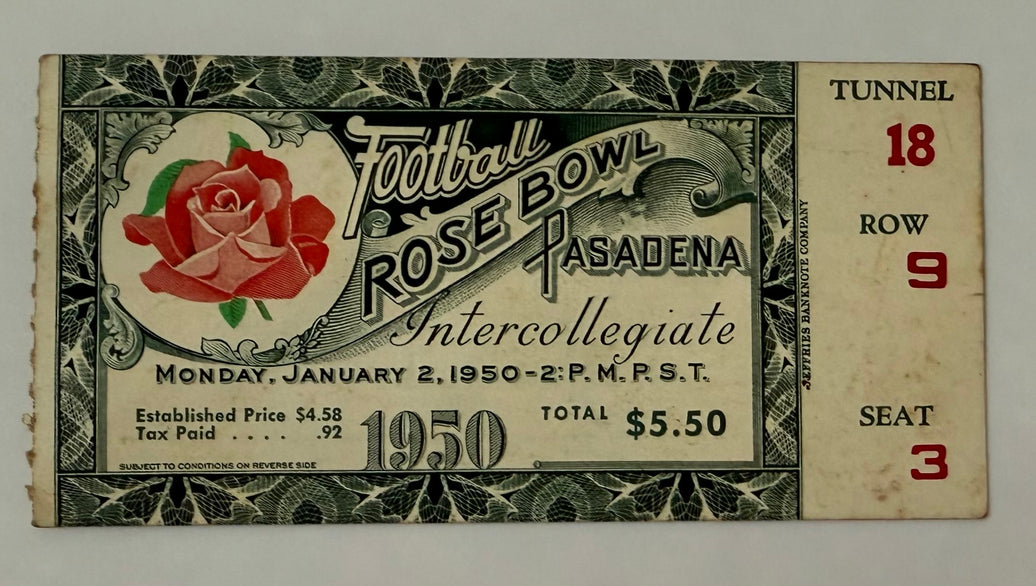 Football
ROSE BOWL
PASADENA
Intercollegiate
MONDAY, JANUARY 2, 1950-2:P.M.P.S.T.
Established Price $4.58
Tax Paid . . . . .92
1950
TOTAL $5.50
SUBJECT TO CONDITIONS ON REVERSE SIDE
JEFFRIES BANKNOTE COMPANY
TUNNEL
18
ROW
9
SEAT
3